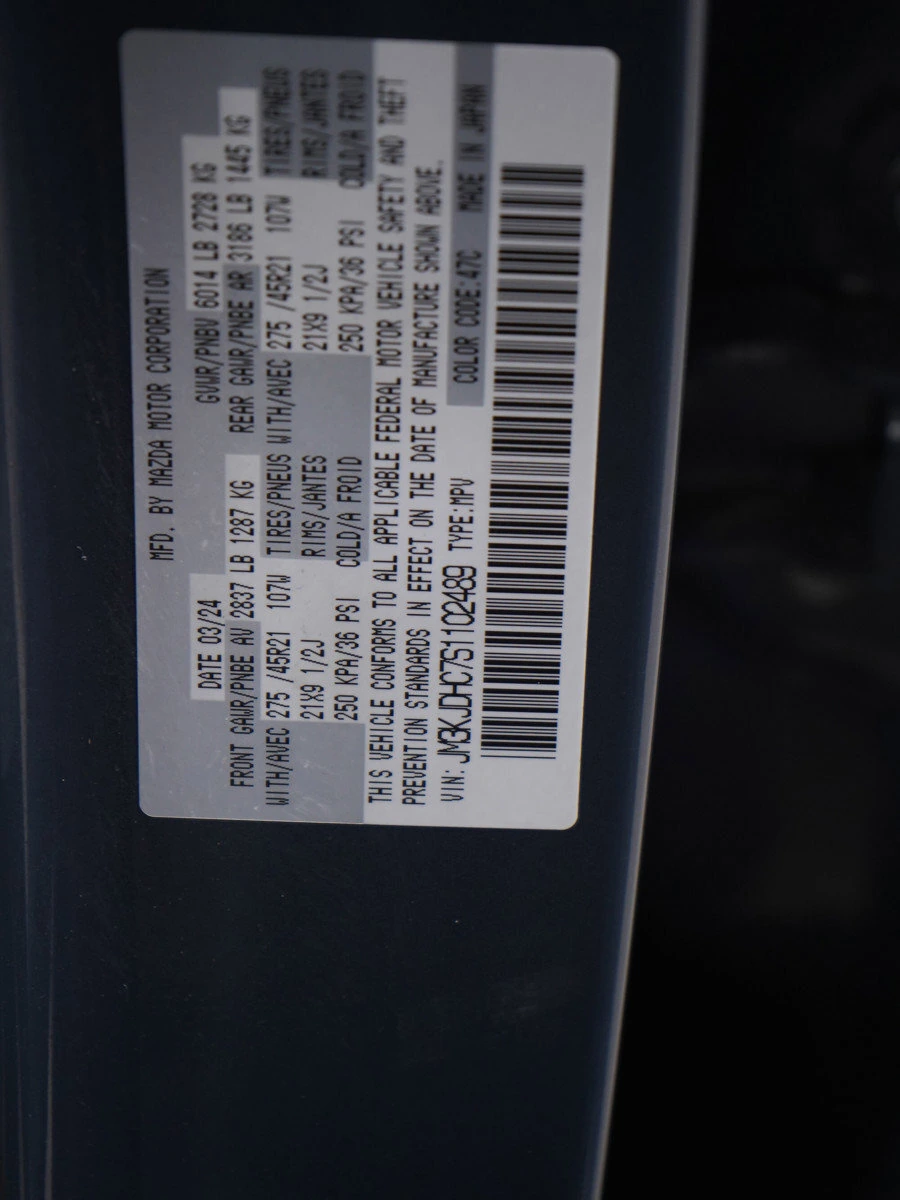 MFD. BY MAZDA MOTOR CORPORATION
DATE 03/24 GVWR/PNBV 6014 LB 2728 KG
FRONT GAWR/PNBE AV 2837 LB 1287 KG REAR GAWR/PNBE AR 3186 LB 1445 KG
WITH/AVEC 275 /45R21 107W TIRES/PNEUS WITH/AVEC 275 /45R21 107W TIRES/PNEUS
21X9 1/2J RIMS/JANTES 21X9 1/2J RIMS/JANTES
250 KPA/36 PSI COLD/A FROID 250 KPA/36 PSI COLD/A FROID
THIS VEHICLE CONFORMS TO ALL APPLICABLE FEDERAL MOTOR VEHICLE SAFETY AND THEFT
PREVENTION STANDARDS IN EFFECT ON THE DATE OF MANUFACTURE SHOWN ABOVE.
VIN: JM3KJDHC7S1102489 TYPE:MPV COLOR CODE:47C MADE IN JAPAN